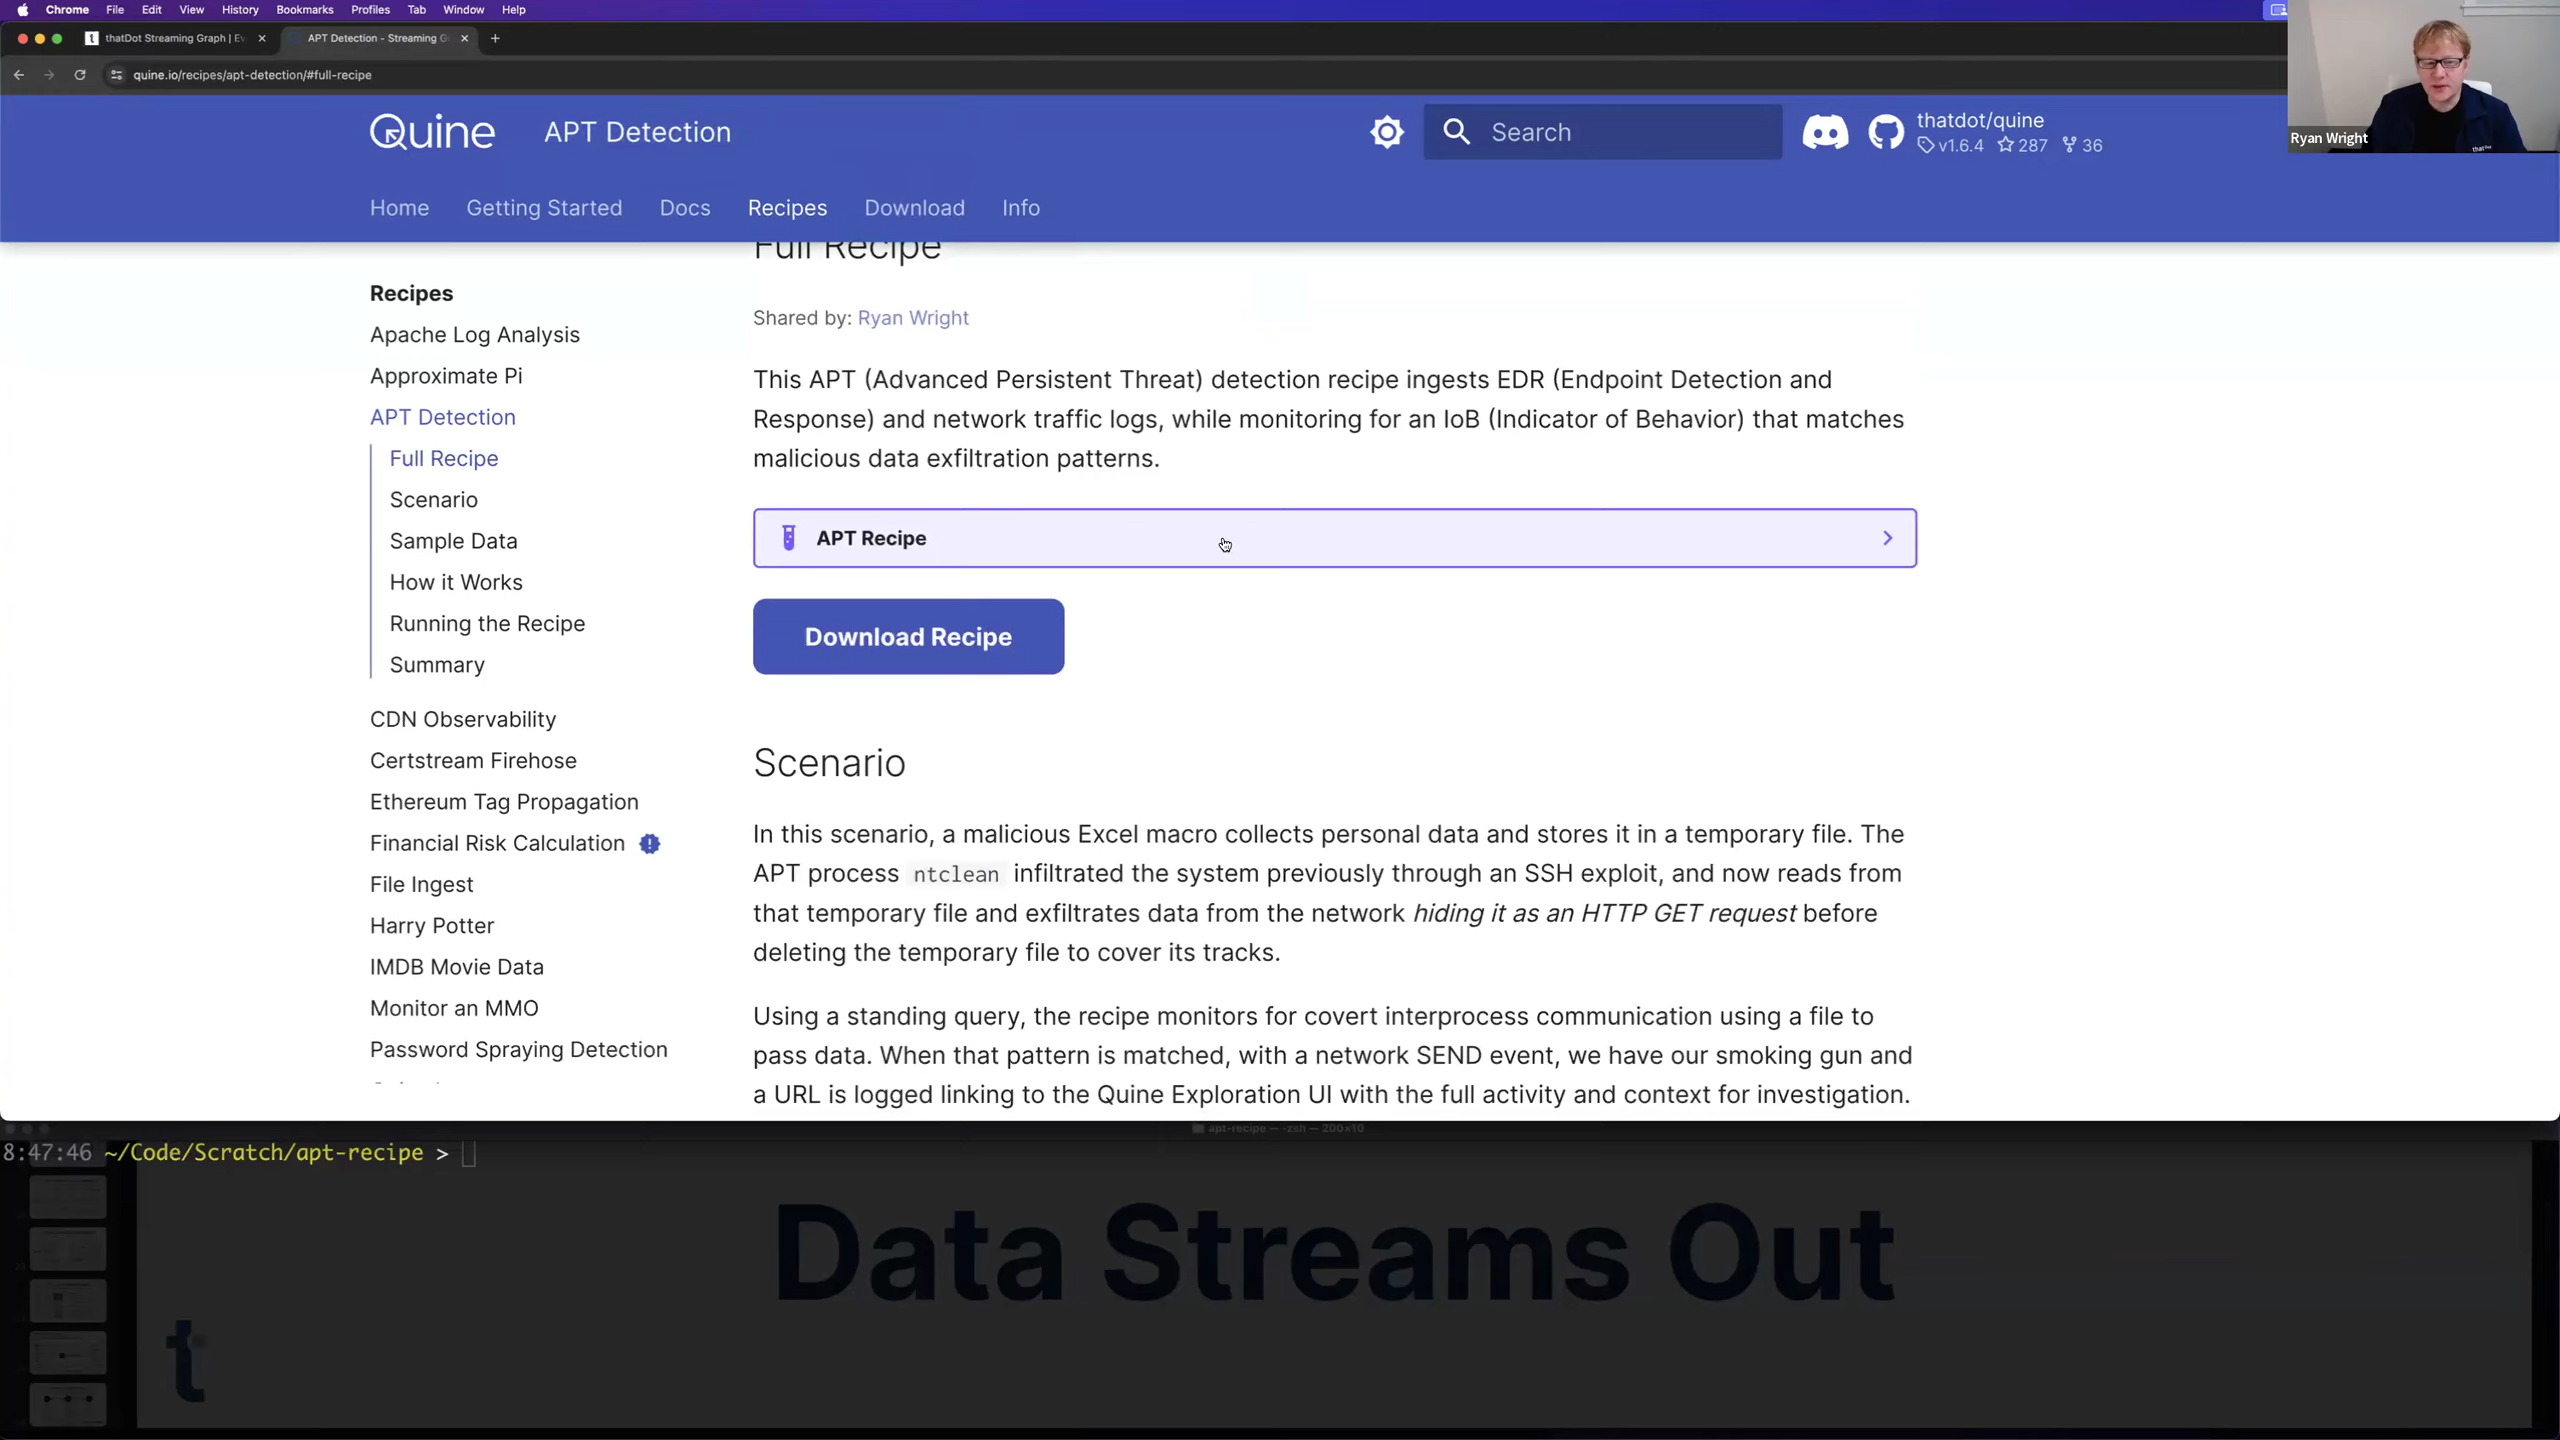 Chrome File Edit View History Bookmarks Profiles Tab Window Help
thatDot Streaming Graph | Ev
APT Detection - Streaming G
quine.io/recipes/apt-detection/#full-recipe
Quine
APT Detection
Search
thatdot/quine
v1.6.4 287 36
Ryan Wright
Home Getting Started Docs Recipes Download Info
Recipes
Apache Log Analysis
Approximate Pi
APT Detection
Full Recipe
Scenario
Sample Data
How it Works
Running the Recipe
Summary
CDN Observability
Certstream Firehose
Ethereum Tag Propagation
Financial Risk Calculation
File Ingest
Harry Potter
IMDB Movie Data
Monitor an MMO
Password Spraying Detection
Full Recipe
Shared by: Ryan Wright
This APT (Advanced Persistent Threat) detection recipe ingests EDR (Endpoint Detection and
Response) and network traffic logs, while monitoring for an IoB (Indicator of Behavior) that matches
malicious data exfiltration patterns.
APT Recipe
Download Recipe
Scenario
In this scenario, a malicious Excel macro collects personal data and stores it in a temporary file. The
APT process ntclean infiltrated the system previously through an SSH exploit, and now reads from
that temporary file and exfiltrates data from the network hiding it as an HTTP GET request before
deleting the temporary file to cover its tracks.
Using a standing query, the recipe monitors for covert interprocess communication using a file to
pass data. When that pattern is matched, with a network SEND event, we have our smoking gun and
a URL is logged linking to the Quine Exploration UI with the full activity and context for investigation.
apt-recipe — -zsh — 200×10
8:47:46 ~/Code/Scratch/apt-recipe >
Data Streams Out
t